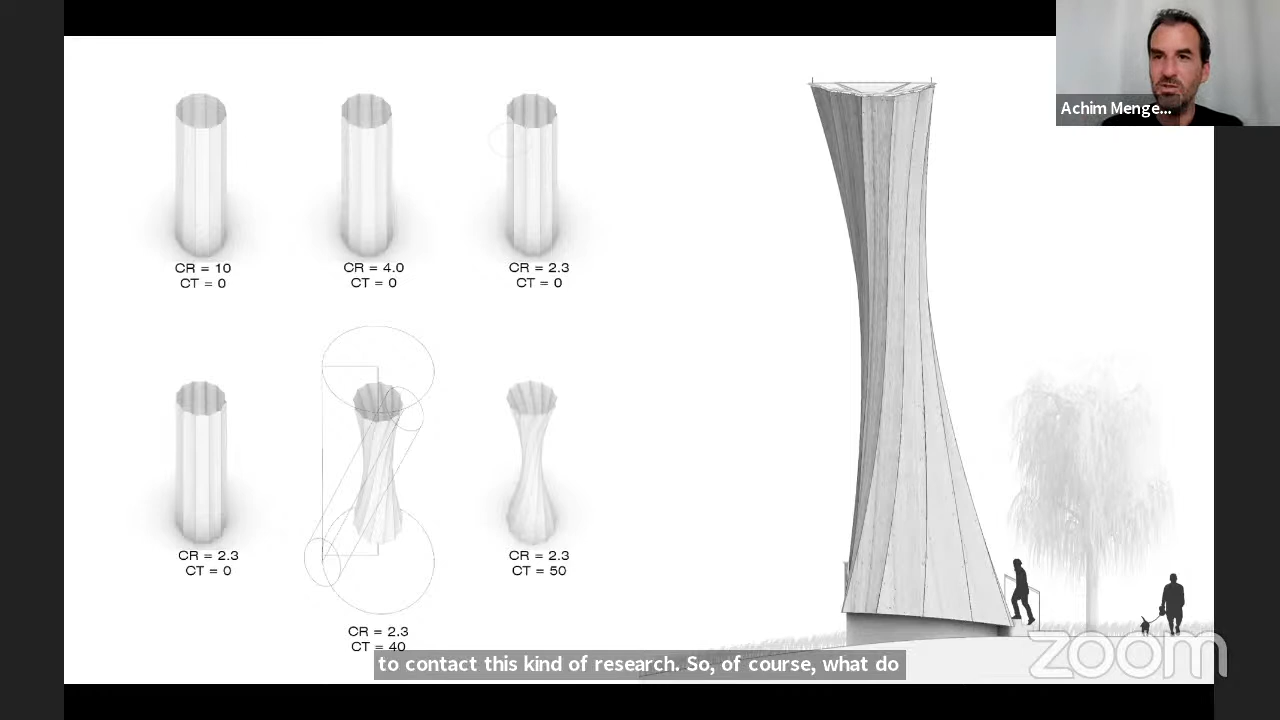 Achim Menge...
CR = 10
CT = 0
CR = 4.0
CT = 0
CR = 2.3
CT = 0
CR = 2.3
CT = 0
CR = 2.3
CT = 40
CR = 2.3
CT = 50
to contact this kind of research. So, of course, what do
zoom